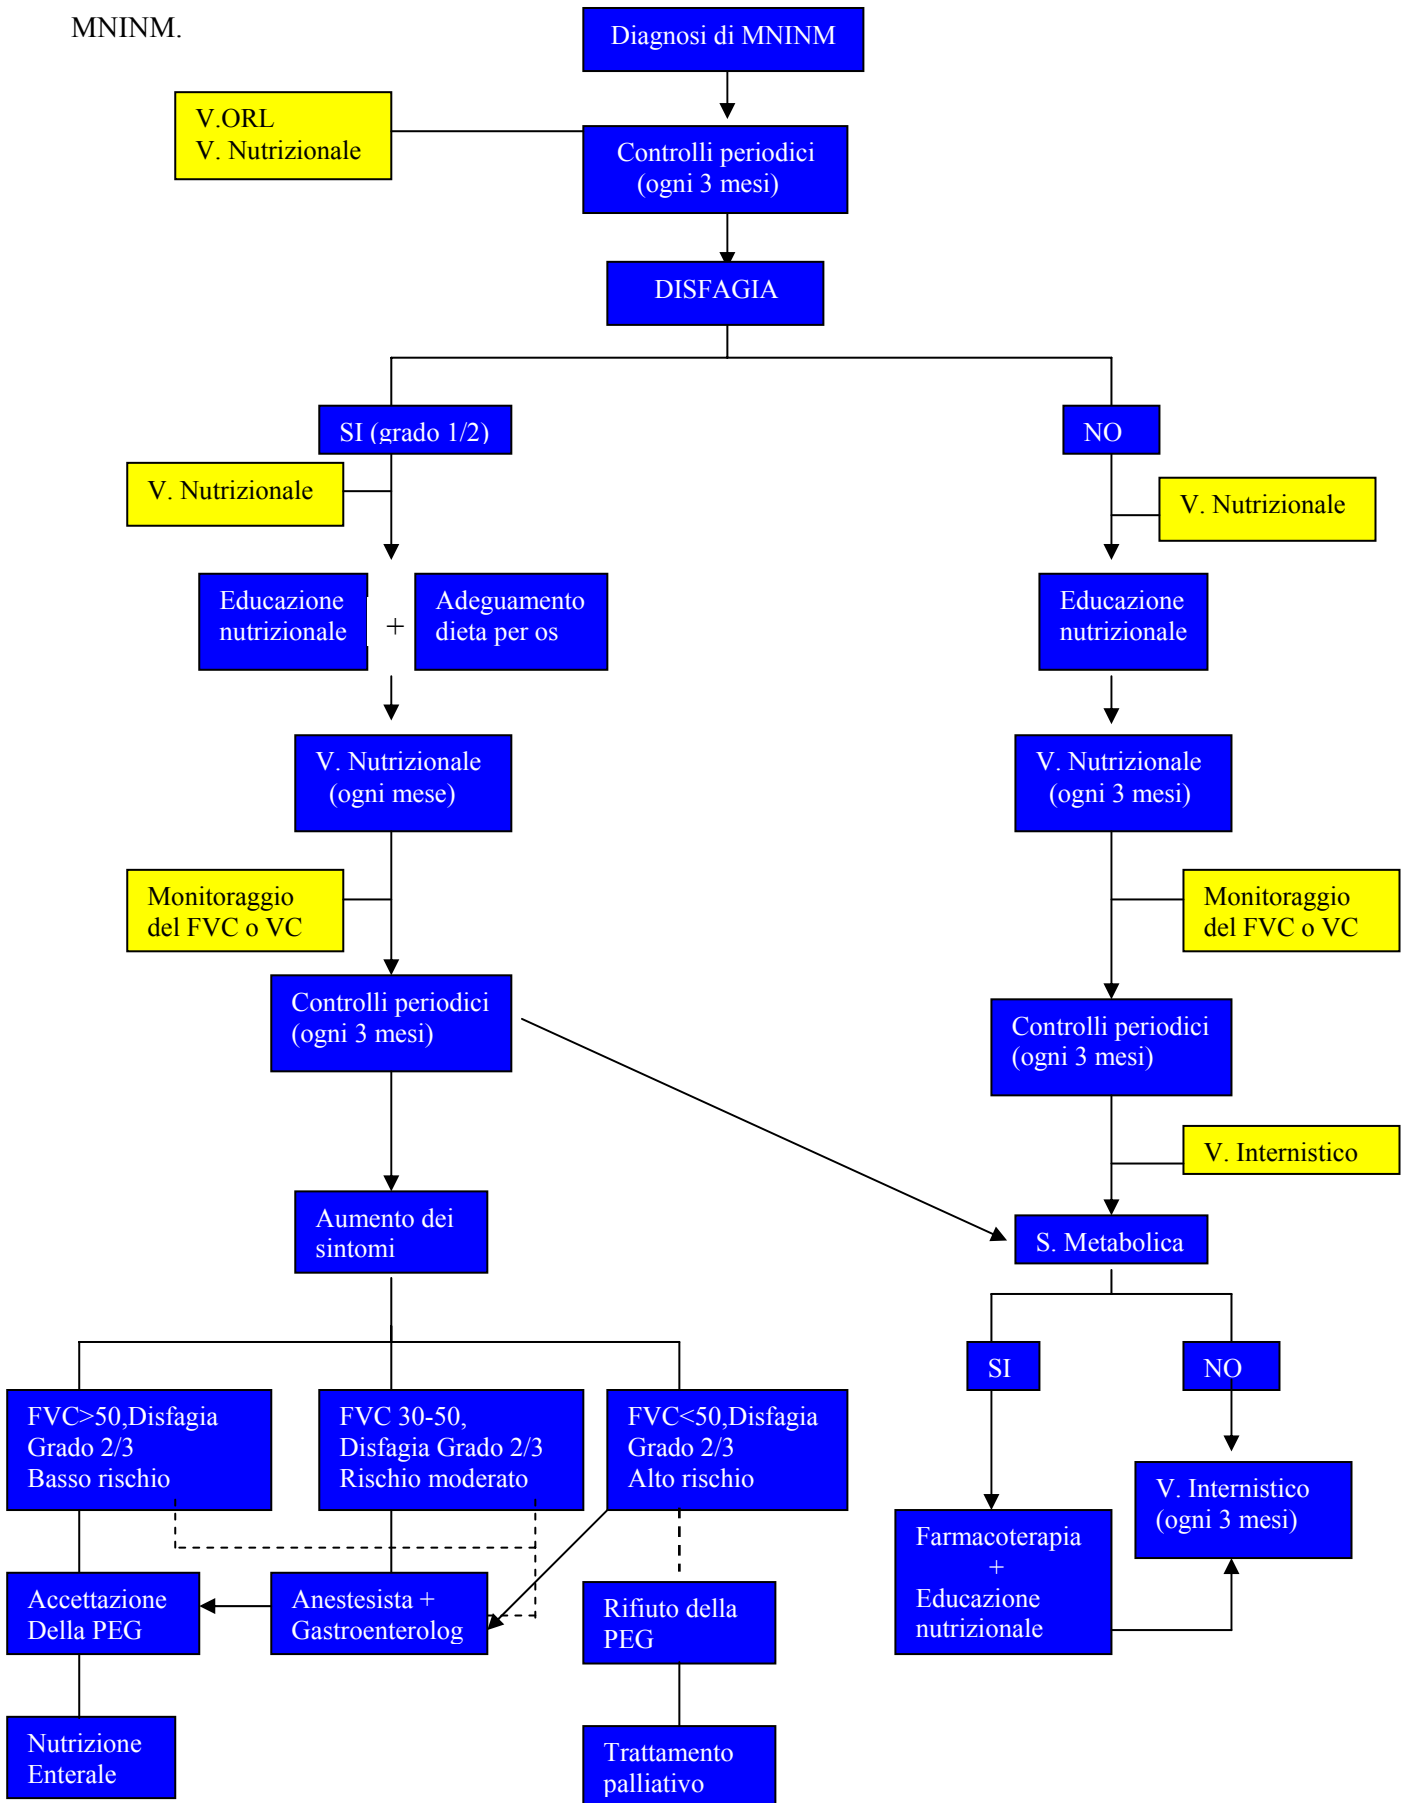 MNINM.
Diagnosi di MNINM
V.ORL
V. Nutrizionale
Controlli periodici
(ogni 3 mesi)
DISFAGIA
SI (grado 1/2)
NO
V. Nutrizionale
V. Nutrizionale
Educazione
nutrizionale
+
Adeguamento
dieta per os
Educazione
nutrizionale
V. Nutrizionale
(ogni mese)
V. Nutrizionale
(ogni 3 mesi)
Monitoraggio
del FVC o VC
Monitoraggio
del FVC o VC
Controlli periodici
(ogni 3 mesi)
Controlli periodici
(ogni 3 mesi)
V. Internistico
Aumento dei
sintomi
S. Metabolica
SI
NO
FVC>50,Disfagia
Grado 2/3
Basso rischio
FVC 30-50,
Disfagia Grado 2/3
Rischio moderato
FVC<50,Disfagia
Grado 2/3
Alto rischio
V. Internistico
(ogni 3 mesi)
Farmacoterapia
+
Educazione
nutrizionale
Accettazione
Della PEG
Anestesista +
Gastroenterolog
Rifiuto della
PEG
Nutrizione
Enterale
Trattamento
palliativo